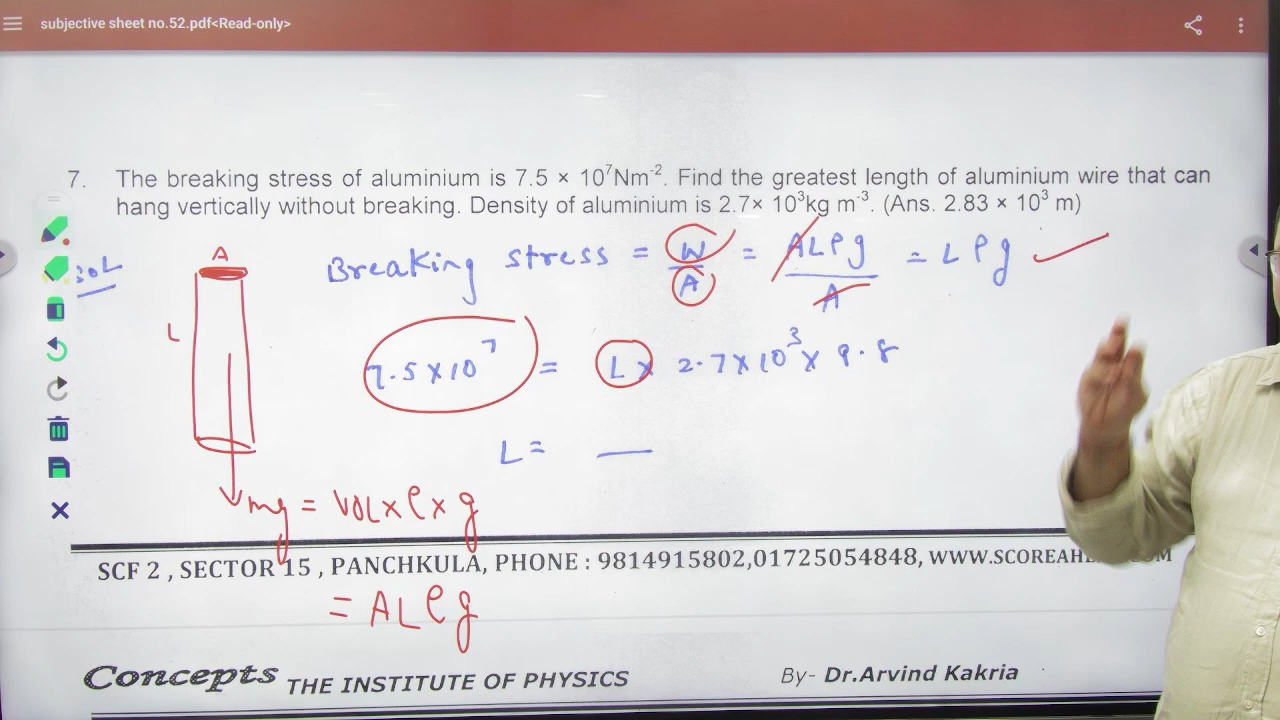 subjective sheet no.52.pdf<Read-only>
7. The breaking stress of aluminium is 7.5 × 10⁷Nm⁻². Find the greatest length of aluminium wire that can
hang vertically without breaking. Density of aluminium is 2.7× 10³kg m⁻³. (Ans. 2.83 × 10³ m)
SOL
A
L
Breaking stress = W/A = ALρg/A = Lρg
7.5×10⁷ = L× 2.7×10³× 9.8
L=
mg = Vol×ρ×g
SCF 2 , SECTOR 15 , PANCHKULA, PHONE : 9814915802,01725054848, WWW.SCOREAH
= ALρg
Concepts THE INSTITUTE OF PHYSICS By- Dr.Arvind Kakria